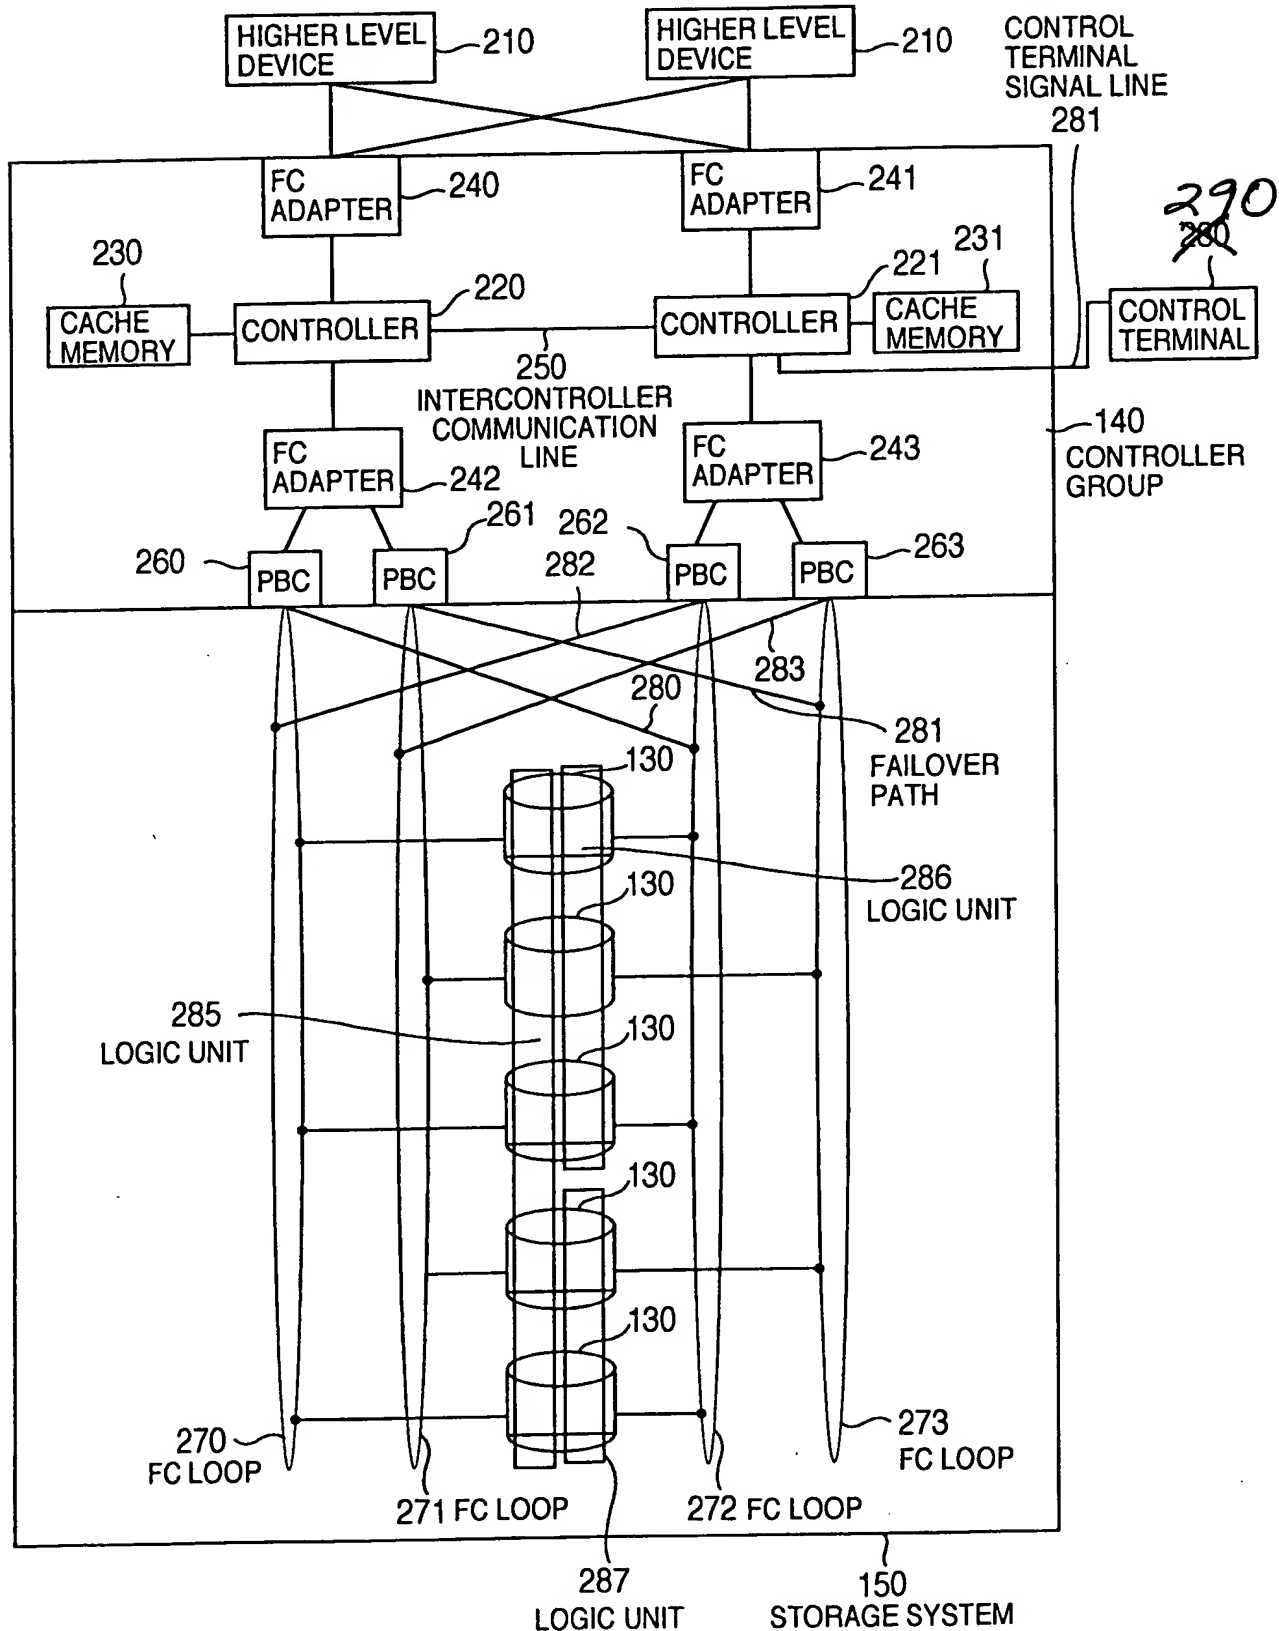 HIGHER LEVEL
DEVICE
210
HIGHER LEVEL
DEVICE
210
CONTROL
TERMINAL
SIGNAL LINE
281
FC
ADAPTER
240
FC
ADAPTER
241
290
280
230
CACHE
MEMORY
220
CONTROLLER
250
INTERCONTROLLER
COMMUNICATION
LINE
221
CONTROLLER
231
CACHE
MEMORY
CONTROL
TERMINAL
140
CONTROLLER
GROUP
FC
ADAPTER
242
FC
ADAPTER
243
260
PBC
261
PBC
262
PBC
263
PBC
282
283
280
281
FAILOVER
PATH
130
286
LOGIC UNIT
130
285
LOGIC UNIT
130
130
130
270
FC LOOP
271 FC LOOP
272 FC LOOP
273
FC LOOP
287
LOGIC UNIT
150
STORAGE SYSTEM